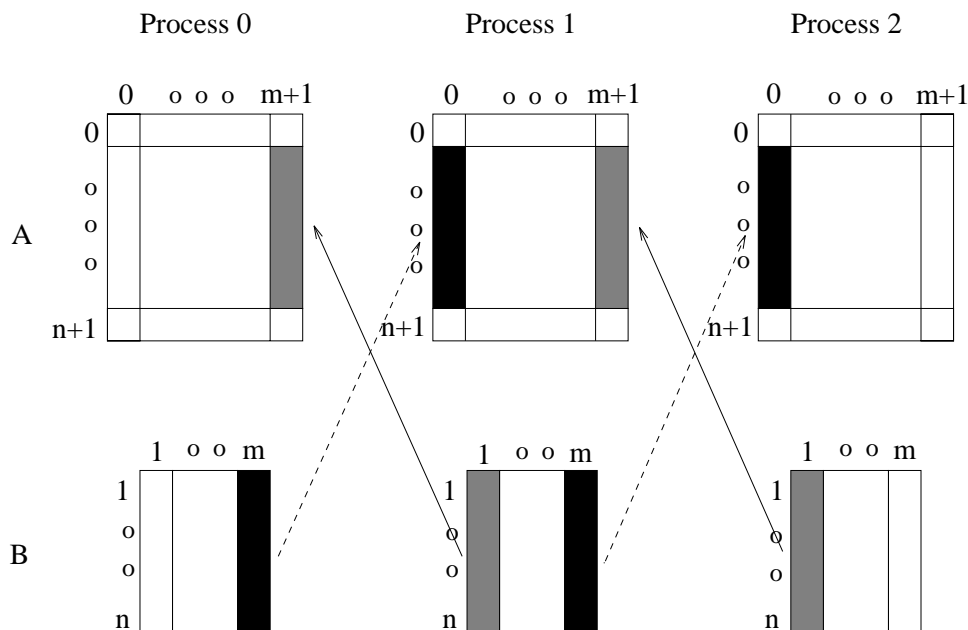 Process 0 Process 1 Process 2
0 o o o m+1 0 o o o m+1 0 o o o m+1
0 0 0
o o o
A o o o
o o o
n+1 n+1 n+1
1 o o m 1 o o m 1 o o m
1 1 1
o o o
B o o o
n n n